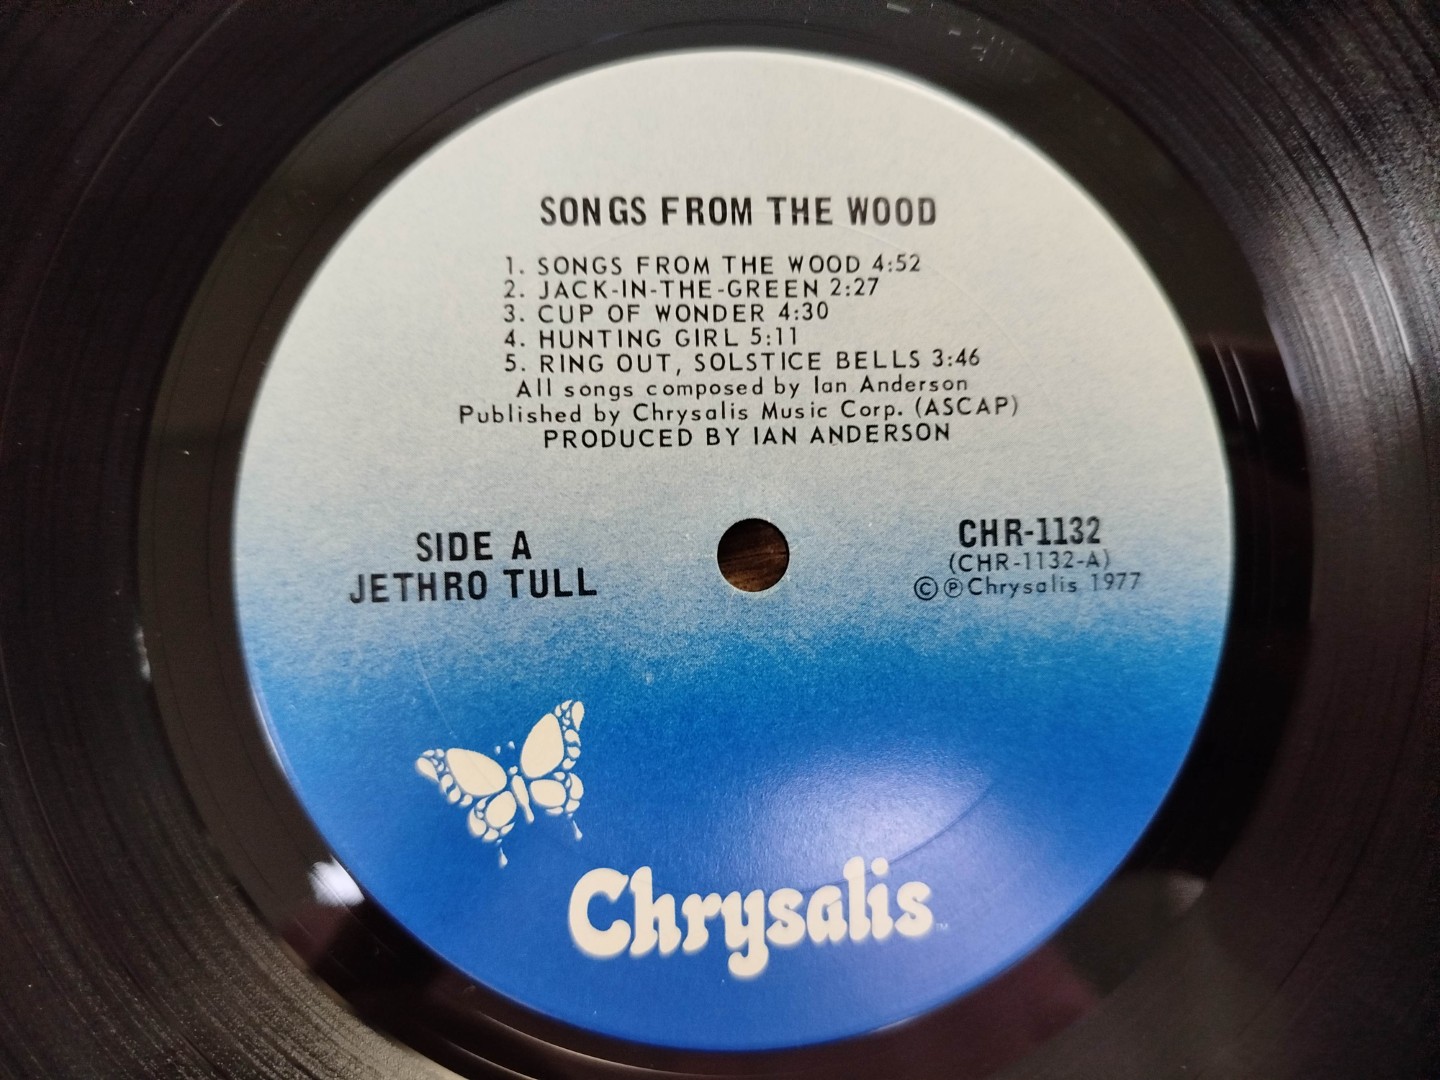 SONGS FROM THE WOOD
1. SONGS FROM THE WOOD 4:52
2. JACK-IN-THE-GREEN 2:27
3. CUP OF WONDER 4:30
4. HUNTING GIRL 5:11
5. RING OUT, SOLSTICE BELLS 3:46
All songs composed by Ian Anderson
Published by Chrysalis Music Corp. (ASCAP)
PRODUCED BY IAN ANDERSON
SIDE A
JETHRO TULL
CHR-1132
(CHR-1132-A)
©℗Chrysalis 1977
Chrysalis™